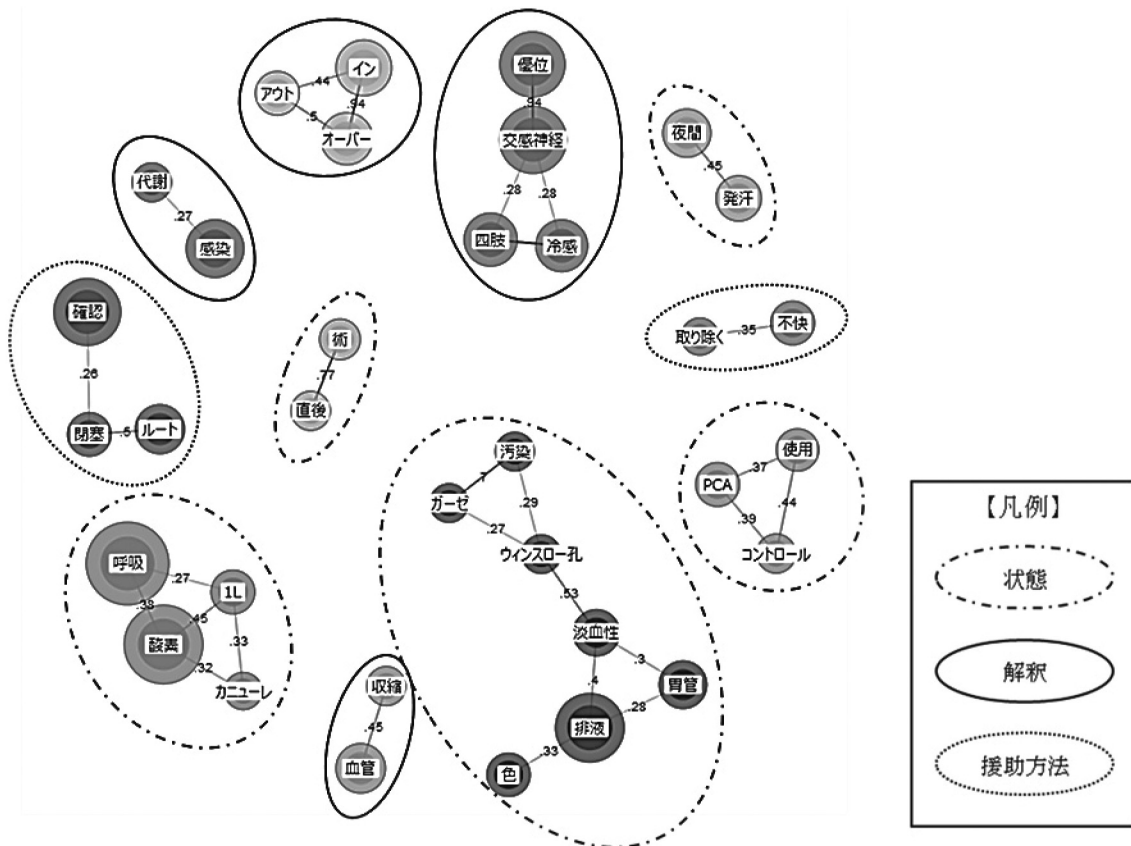 イン
.44
アウト
.94
.5
オーバー
優位
.94
交感神経
.28
.28
四肢
冷感
夜間
.45
発汗
代謝
.27
感染
確認
.26
閉塞
.5
ルート
術
.77
直後
不快
.35
取り除く
汚染
.7
ガーゼ
.29
.27
ウィンスロー孔
.53
淡血性
.3
.4
胃管
.28
排液
.33
色
使用
.37
PCA
.44
.39
コントロール
呼吸
.27
1L
.38
.45
酸素
.33
.32
カニューレ
収縮
.45
血管
【凡例】
状態
解釈
援助方法